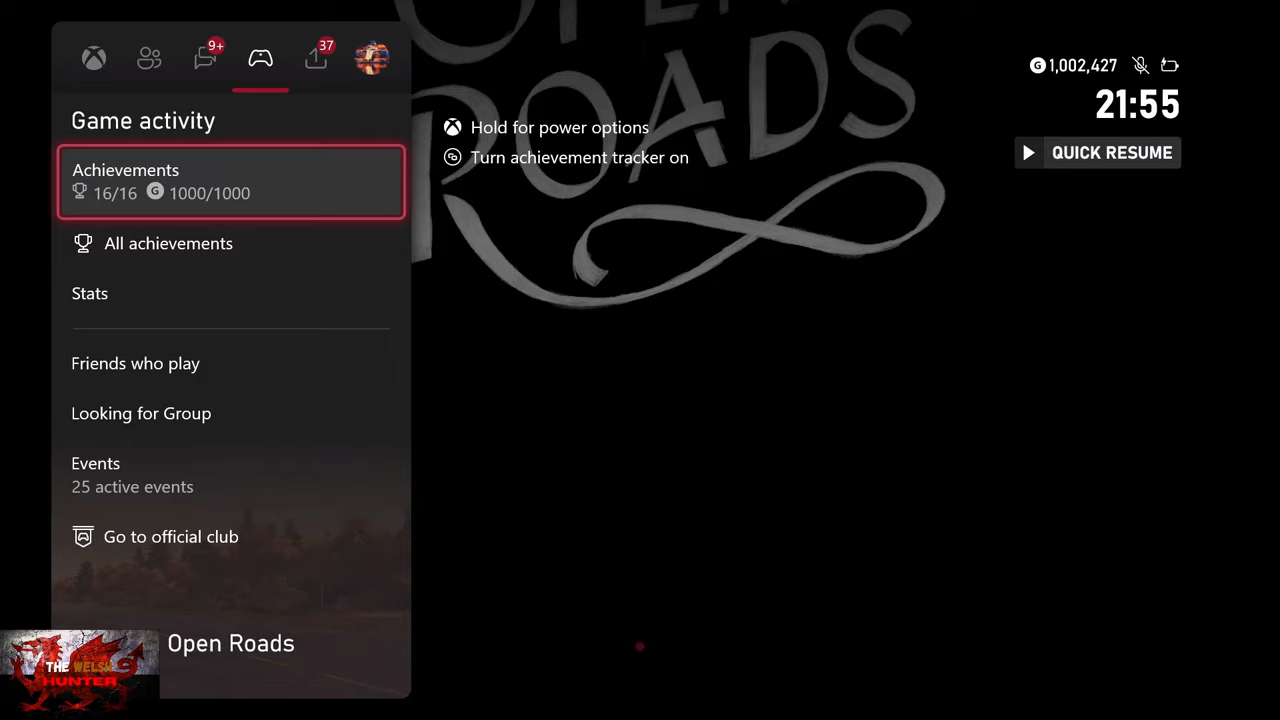 OPEN
ROADS
9+
37
Game activity
Achievements
16/16 G 1000/1000
All achievements
Stats
Friends who play
Looking for Group
Events
25 active events
Go to official club
Open Roads
THE WELSH
HUNTER
Hold for power options
Turn achievement tracker on
G 1,002,427
21:55
QUICK RESUME